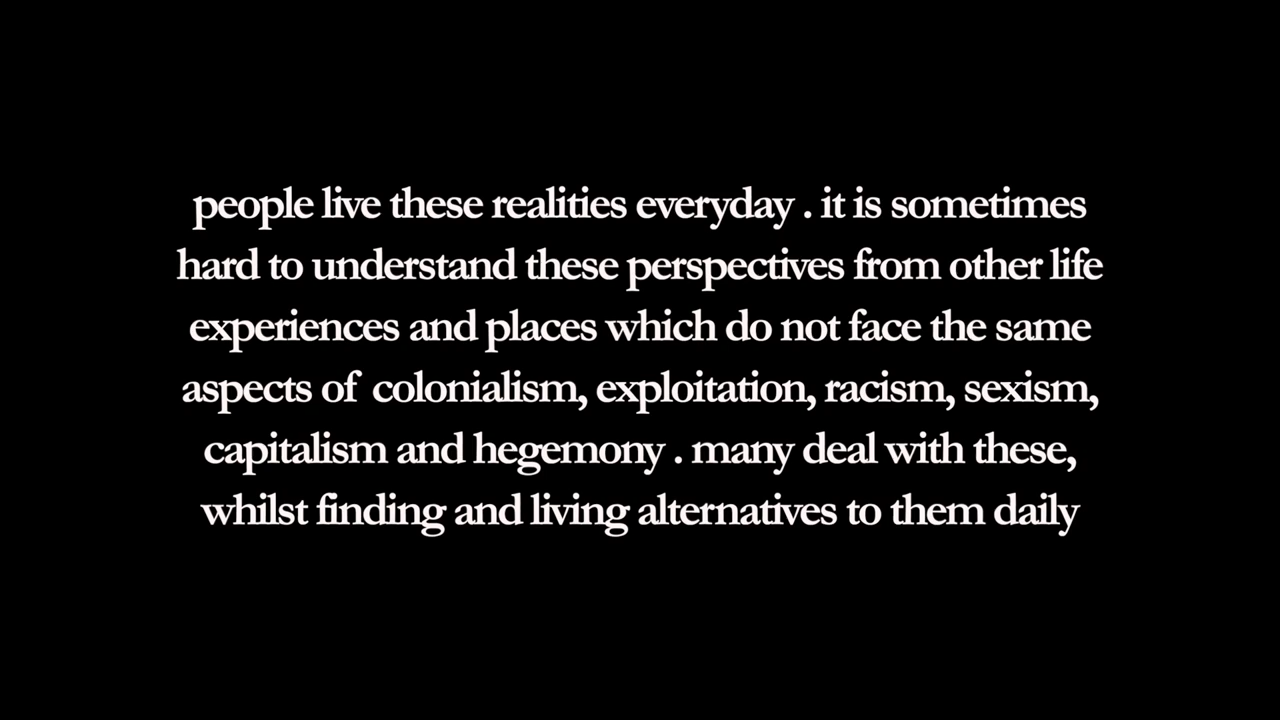 people live these realities everyday . it is sometimes
hard to understand these perspectives from other life
experiences and places which do not face the same
aspects of colonialism, exploitation, racism, sexism,
capitalism and hegemony . many deal with these,
whilst finding and living alternatives to them daily